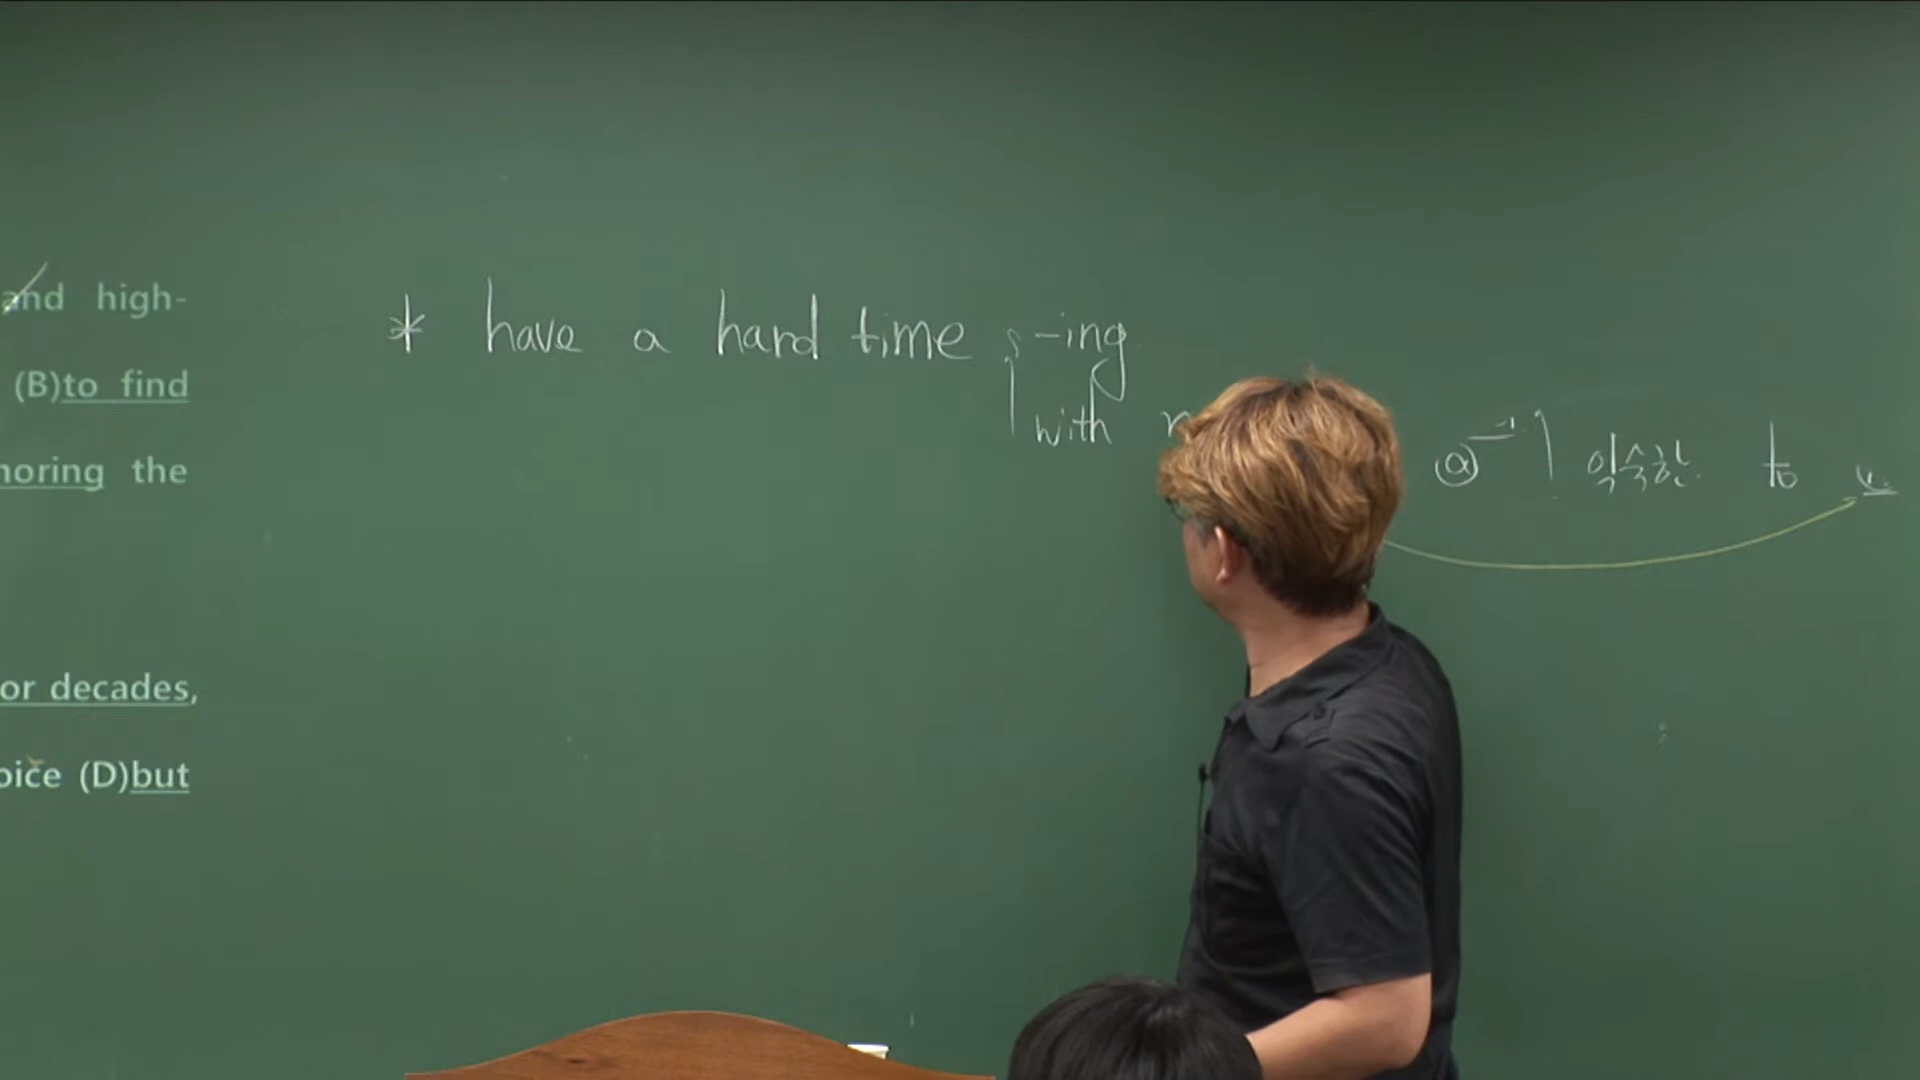 and high-
(B)to find
noring the
or decades,
oice (D)but
* have a hard time -ing
with
ⓐ 익숙한 to v.